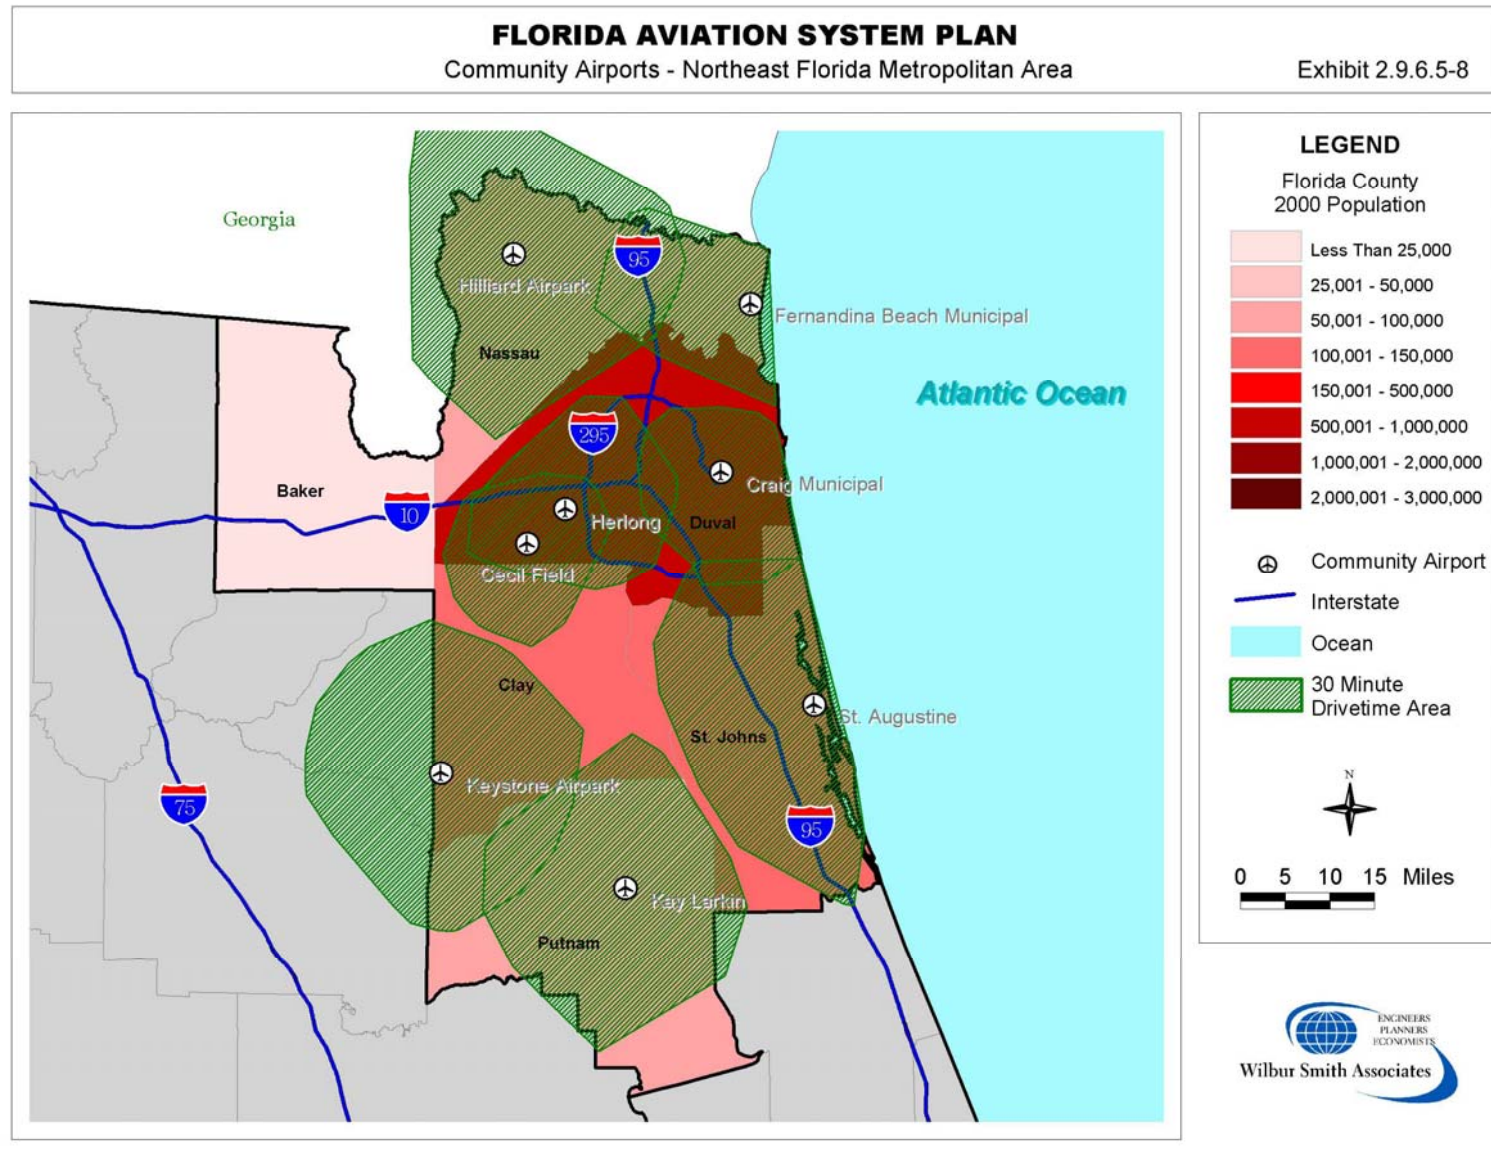 FLORIDA AVIATION SYSTEM PLAN
Community Airports - Northeast Florida Metropolitan Area
Exhibit 2.9.6.5-8
Georgia
95
Hilliard Airpark
Fernandina Beach Municipal
Nassau
Atlantic Ocean
295
Baker
Craig Municipal
10
Herlong
Duval
Cecil Field
Clay
St. Augustine
St. Johns
Keystone Airpark
75
95
Kay Larkin
Putnam
LEGEND
Florida County
2000 Population
Less Than 25,000
25,001 - 50,000
50,001 - 100,000
100,001 - 150,000
150,001 - 500,000
500,001 - 1,000,000
1,000,001 - 2,000,000
2,000,001 - 3,000,000
Community Airport
Interstate
Ocean
30 Minute
Drivetime Area
N
0 5 10 15 Miles
ENGINEERS
PLANNERS
ECONOMISTS
Wilbur Smith Associates